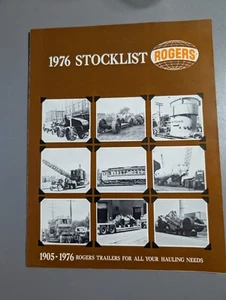 1976 STOCKLIST ROGERS
1905-1976 ROGERS TRAILERS FOR ALL YOUR HAULING NEEDS